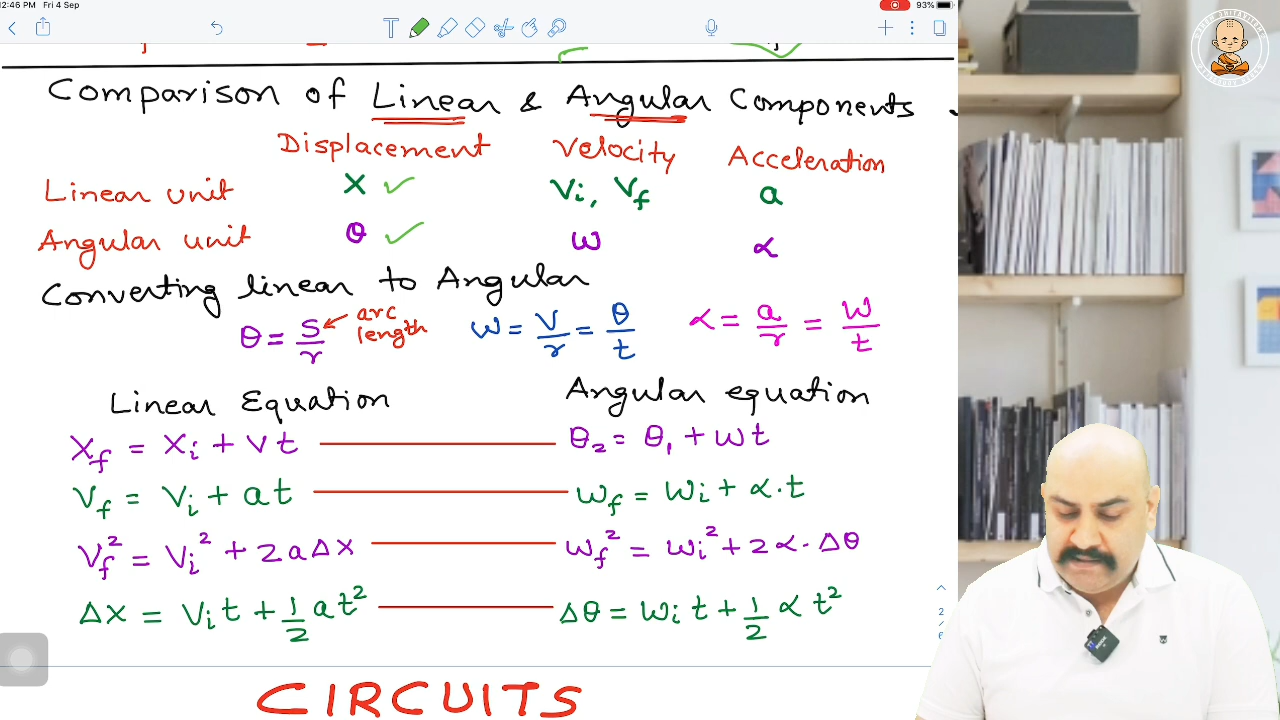 12:46 PM Fri 4 Sep 93%
Comparison of Linear & Angular Components
Displacement Velocity Acceleration
Linear unit x ✓ Vi, Vf a
Angular unit θ ✓ ω α
Converting linear to Angular
θ = S/r ← arc length ω = V/r = θ/t α = a/r = ω/t
Linear Equation Angular equation
Xf = Xi + Vt θ₂ = θ₁ + ωt
Vf = Vi + at ωf = ωi + α.t
Vf² = Vi² + 2aΔx ωf² = ωi² + 2α.Δθ
Δx = Vit + 1/2 at² Δθ = ωi t + 1/2 α t²
CIRCUITS